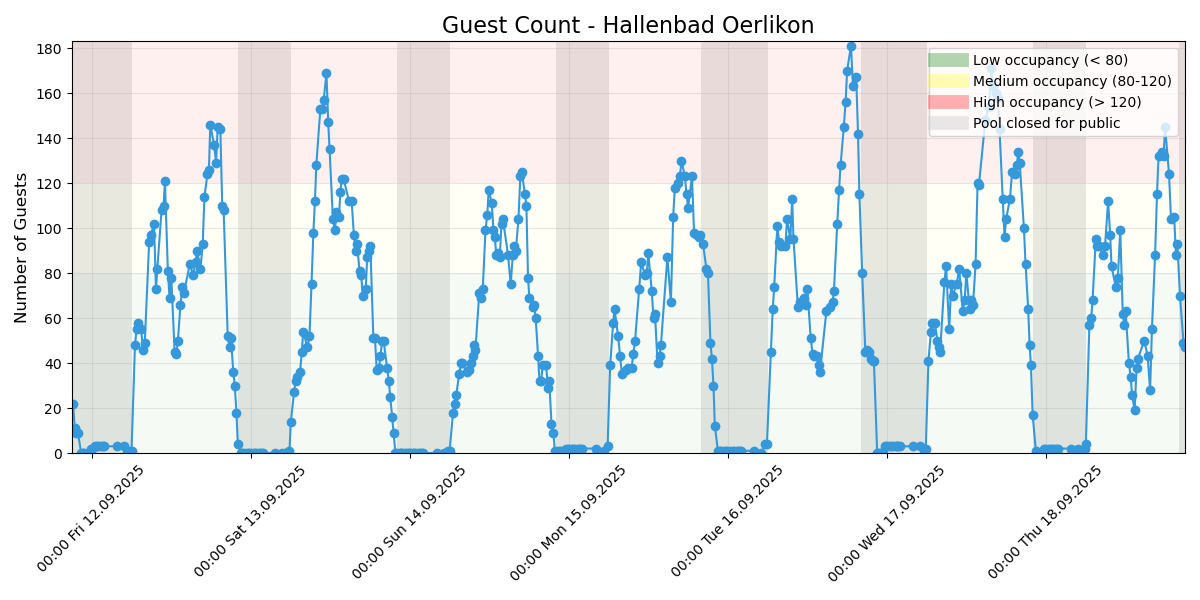 Guest Count - Hallenbad Oerlikon
Number of Guests
180
160
140
120
100
80
60
40
20
0
Low occupancy (< 80)
Medium occupancy (80-120)
High occupancy (> 120)
Pool closed for public
00:00 Fri 12.09.2025
00:00 Sat 13.09.2025
00:00 Sun 14.09.2025
00:00 Mon 15.09.2025
00:00 Tue 16.09.2025
00:00 Wed 17.09.2025
00:00 Thu 18.09.2025